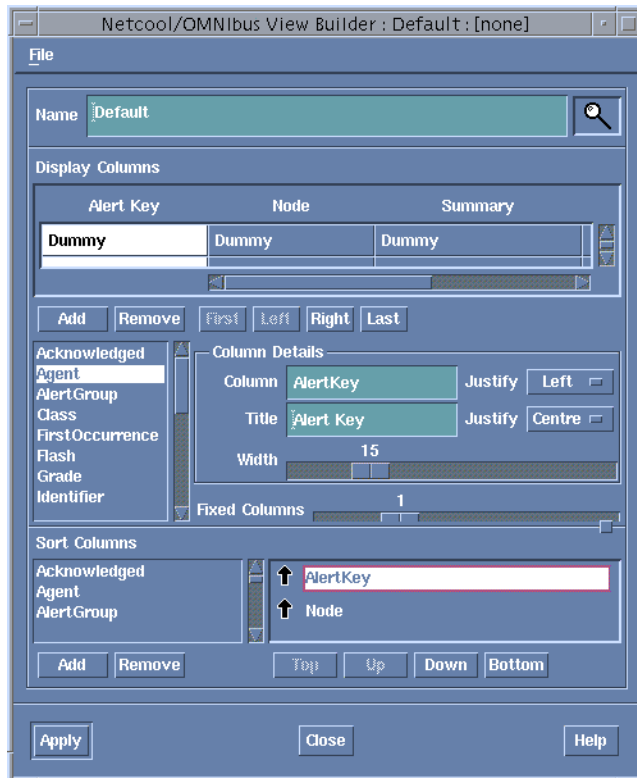 Netcool/OMNIbus View Builder : Default : [none]
File
Name Default
Display Columns
Alert Key Node Summary
Dummy Dummy Dummy
Add Remove First Left Right Last
Acknowledged
Agent
AlertGroup
Class
FirstOccurrence
Flash
Grade
Identifier
Column Details
Column AlertKey Justify Left
Title Alert Key Justify Centre
Width 15
Fixed Columns 1
Sort Columns
Acknowledged
Agent
AlertGroup
AlertKey
Node
Add Remove Top Up Down Bottom
Apply Close Help